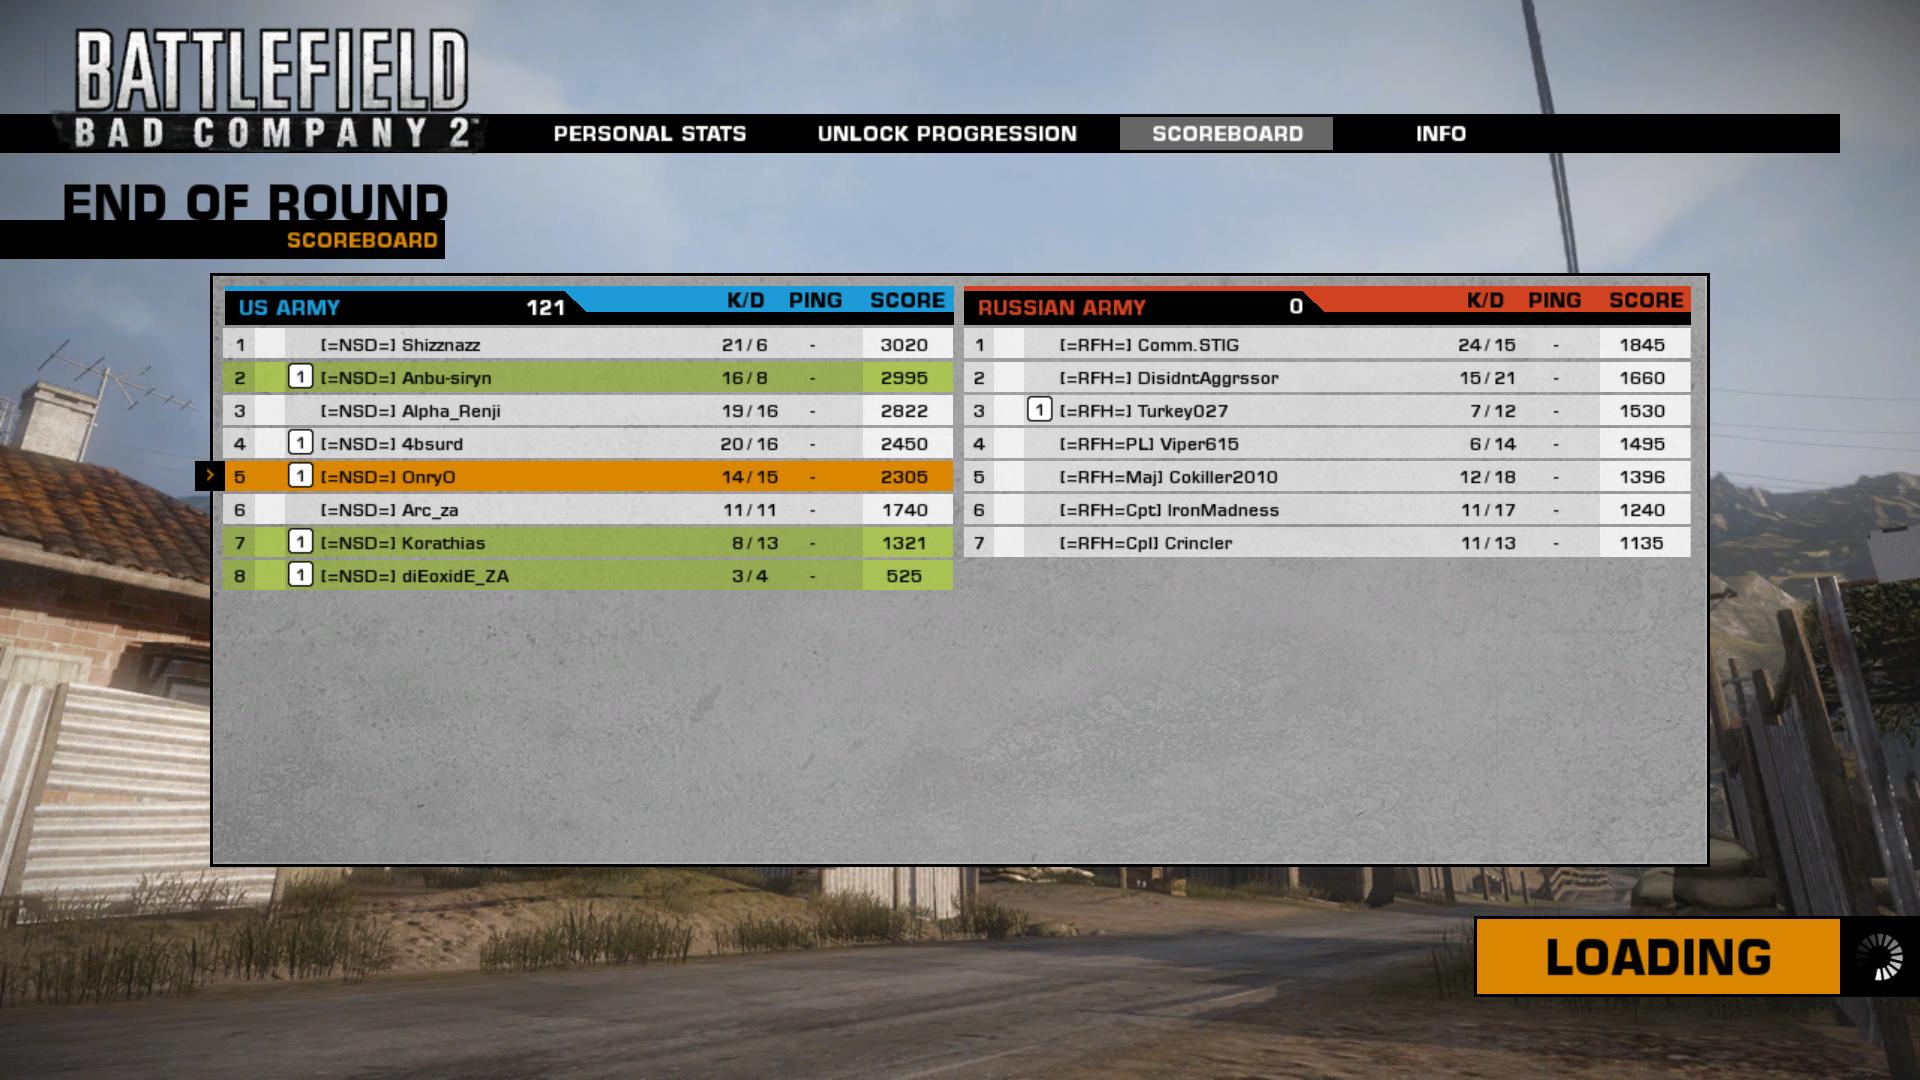 BATTLEFIELD
BAD COMPANY 2™
PERSONAL STATS UNLOCK PROGRESSION SCOREBOARD INFO
END OF ROUND
SCOREBOARD
US ARMY 121 K/D PING SCORE
1 [=NSD=] Shizznazz 21/6 - 3020
2 1 [=NSD=] Anbu-siryn 16/8 - 2995
3 [=NSD=] Alpha_Renji 19/16 - 2822
4 1 [=NSD=] 4bsurd 20/16 - 2450
> 5 1 [=NSD=] OnryO 14/15 - 2305
6 [=NSD=] Arc_za 11/11 - 1740
7 1 [=NSD=] Korathias 8/13 - 1321
8 1 [=NSD=] diEoxidE_ZA 3/4 - 525
RUSSIAN ARMY 0 K/D PING SCORE
1 [=RFH=] Comm.STIG 24/15 - 1845
2 [=RFH=] DisidntAggrssor 15/21 - 1660
3 1 [=RFH=] Turkey027 7/12 - 1530
4 [=RFH=PL] Viper615 6/14 - 1495
5 [=RFH=Maj] Cokiller2010 12/18 - 1396
6 [=RFH=Cpt] IronMadness 11/17 - 1240
7 [=RFH=Cpl] Crincler 11/13 - 1135
LOADING